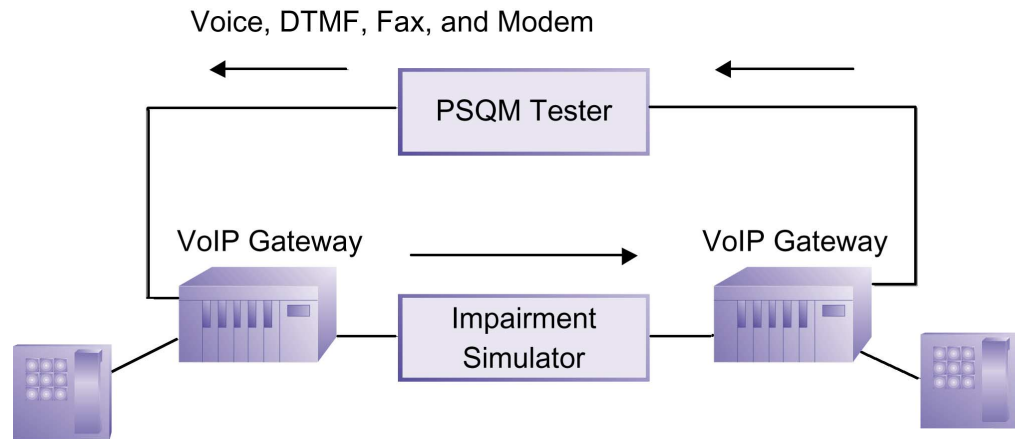 Voice, DTMF, Fax, and Modem
PSQM Tester
VoIP Gateway
VoIP Gateway
Impairment
Simulator